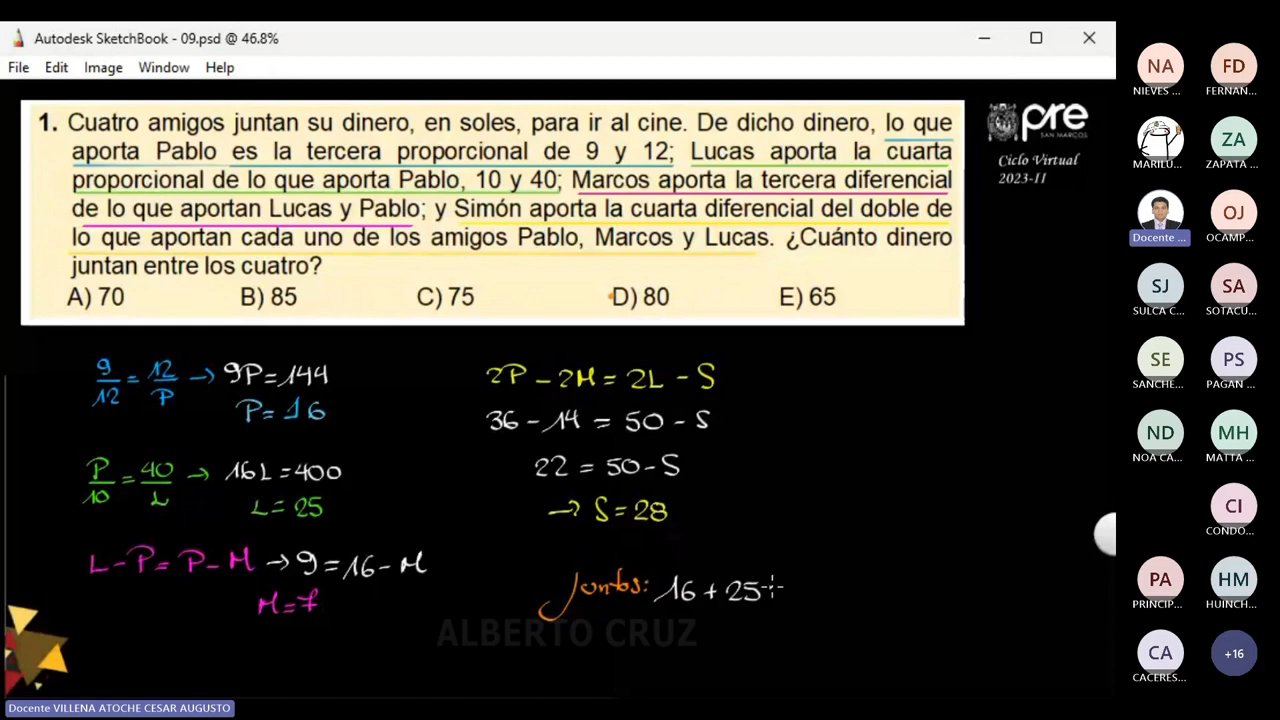 Autodesk SketchBook - 09.psd @ 46.8%
File Edit Image Window Help
1. Cuatro amigos juntan su dinero, en soles, para ir al cine. De dicho dinero, lo que
aporta Pablo es la tercera proporcional de 9 y 12; Lucas aporta la cuarta
proporcional de lo que aporta Pablo, 10 y 40; Marcos aporta la tercera diferencial
de lo que aportan Lucas y Pablo; y Simón aporta la cuarta diferencial del doble de
lo que aportan cada uno de los amigos Pablo, Marcos y Lucas. ¿Cuánto dinero
juntan entre los cuatro?
A) 70 B) 85 C) 75 D) 80 E) 65
pre
SAN MARCOS
Ciclo Virtual
2023-II
9/12 = 12/P → 9P=144
P=16
P/10 = 40/L → 16L=400
L=25
L-P=P-M → 9=16-M
M=7
2P-2M=2L-S
36-14=50-S
22=50-S
→ S=28
Juntos: 16+25
ALBERTO CRUZ
NA
NIEVES ...
FD
FERNAN...
MARILÚ...
ZA
ZAPATA ...
Docente ...
OJ
OCAMP...
SJ
SULCA C...
SA
SOTACU...
SE
SANCHE...
PS
PAGAN ...
ND
NOA CA...
MH
MATTA ...
CI
CONDO...
PA
PRINCIP...
HM
HUINCH...
CA
CACERES...
+16
Docente VILLENA ATOCHE CESAR AUGUSTO